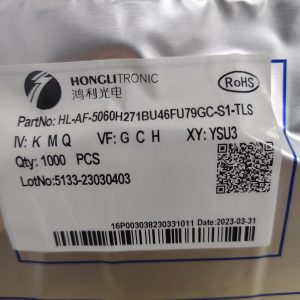 HONGLITRONIC
鸿利光电
RoHS
PartNo: HL-AF-5060H271BU46FU79GC-S1-TLS
IV: K M Q VF: G C H XY: YSU3
Qty: 1000 PCS
LotNo: 5133-23030403
16P003038230331011 Date:2023-03-31